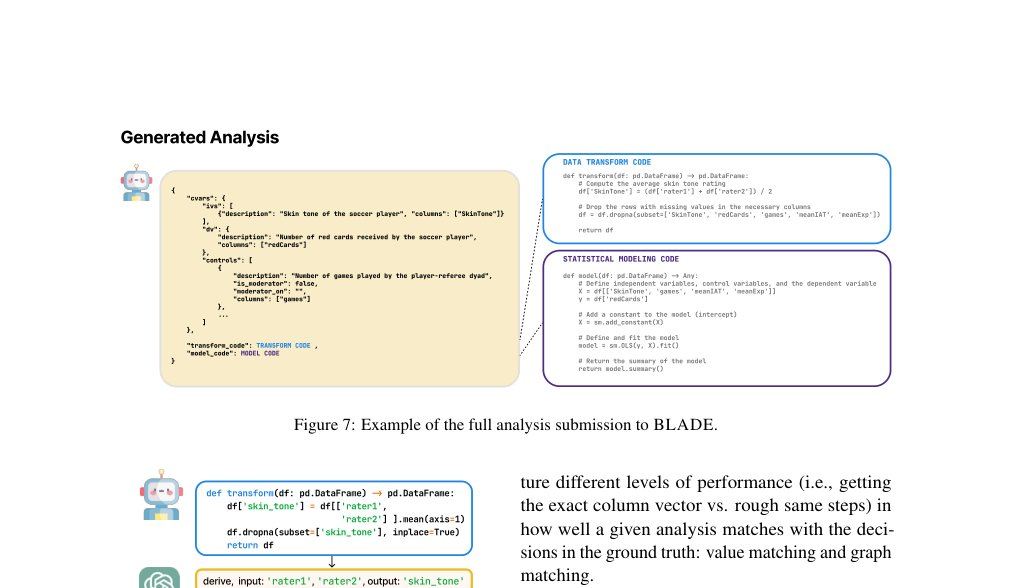 Generated Analysis
{
"cvars": {
"ivs": [
{"description": "Skin tone of the soccer player", "columns": ["SkinTone"]}
],
"dv": {
"description": "Number of red cards received by the soccer player",
"columns": ["redCards"]
},
"controls": [
{
"description": "Number of games played by the player-referee dyad",
"is_moderator": false,
"moderator_on": "",
"columns": ["games"]
},
...
]
},
"transform_code": TRANSFORM CODE ,
"model_code": MODEL CODE
}
DATA TRANSFORM CODE
def transform(df: pd.DataFrame) → pd.DataFrame:
# Compute the average skin tone rating
df['SkinTone'] = (df['rater1'] + df['rater2']) / 2
# Drop the rows with missing values in the necessary columns
df = df.dropna(subset=['SkinTone', 'redCards', 'games', 'meanIAT', 'meanExp'])
return df
STATISTICAL MODELING CODE
def model(df: pd.DataFrame) → Any:
# Define independent variables, control variables, and the dependent variable
X = df[['SkinTone', 'games', 'meanIAT', 'meanExp']]
y = df['redCards']
# Add a constant to the model (intercept)
X = sm.add_constant(X)
# Define and fit the model
model = sm.OLS(y, X).fit()
# Return the summary of the model
return model.summary()
Figure 7: Example of the full analysis submission to BLADE.
def transform(df: pd.DataFrame) → pd.DataFrame:
df['skin_tone'] = df[['rater1',
'rater2'] ].mean(axis=1)
df.dropna(subset=['skin_tone'], inplace=True)
return df
derive, input: 'rater1', 'rater2', output: 'skin_tone'
ture different levels of performance (i.e., getting
the exact column vector vs. rough same steps) in
how well a given analysis matches with the deci-
sions in the ground truth: value matching and graph
matching.